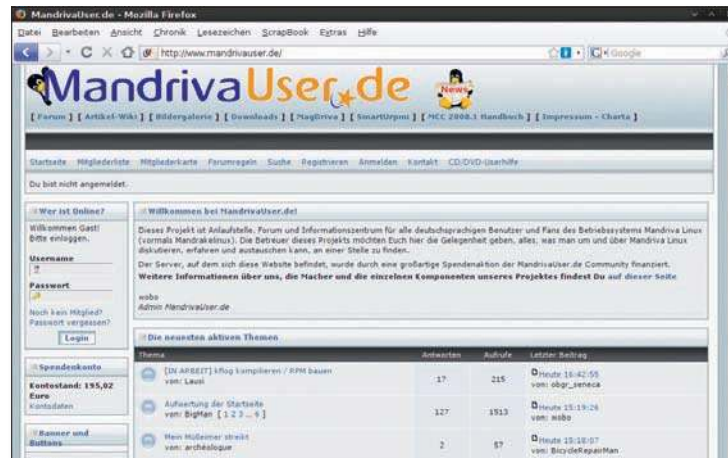 MandrivaUser.de - Mozilla Firefox
Datei Bearbeiten Ansicht Chronik Lesezeichen ScrapBook Extras Hilfe
http://www.mandrivauser.de/
Google
MandrivaUser.de
News
[ Forum ] [ Artikel-Wiki ] [ Bildergalerie ] [ Downloads ] [ MagDriva ] [ SmartUrpmi ] [ MCC 2008.1 Handbuch ] [ Impressum - Charta ]
Startseite Mitgliederliste Mitgliederkarte Forumregeln Suche Registrieren Anmelden Kontakt CD/DVD-Userhilfe
Du bist nicht angemeldet.
Wer ist Online?
Willkommen Gast!
Bitte einloggen.
Username
Passwort
Noch kein Mitglied?
Passwort vergessen?
Login
Spendenkonto
Kontostand: 195,02
Euro
Kontodaten
Banner und
Buttons
Willkommen bei MandrivaUser.de!
Dieses Projekt ist Anlaufstelle, Forum und Informationszentrum für alle deutschsprachigen Benutzer und Fans des Betriebssystems Mandriva Linux
(vormals Mandrakelinux). Die Betreuer dieses Projekts möchten Euch hier die Gelegenheit geben, alles, was man um und über Mandriva Linux
diskutieren, erfahren und austauschen kann, an einer Stelle zu finden.
Der Server, auf dem sich diese Website befindet, wurde durch eine großartige Spendenaktion der MandrivaUser.de Community finanziert.
Weitere Informationen über uns, die Macher und die einzelnen Komponenten unseres Projektes findest Du auf dieser Seite
wobo
Admin MandrivaUser.de
Die neuesten aktiven Themen
Thema Antworten Aufrufe Letzter Beitrag
[IN ARBEIT] kflog kompilieren / RPM bauen
von: Lausi
17 215
Heute 16:42:55
von: obgr_seneca
Aufwertung der Startseite
von: BigMan [ 1 2 3 ... 6 ]
127 1513
Heute 15:19:26
von: wobo
Mein Mülleimer streikt
von: archéologue
2 57
Heute 15:18:07
von: BicycleRepairMan